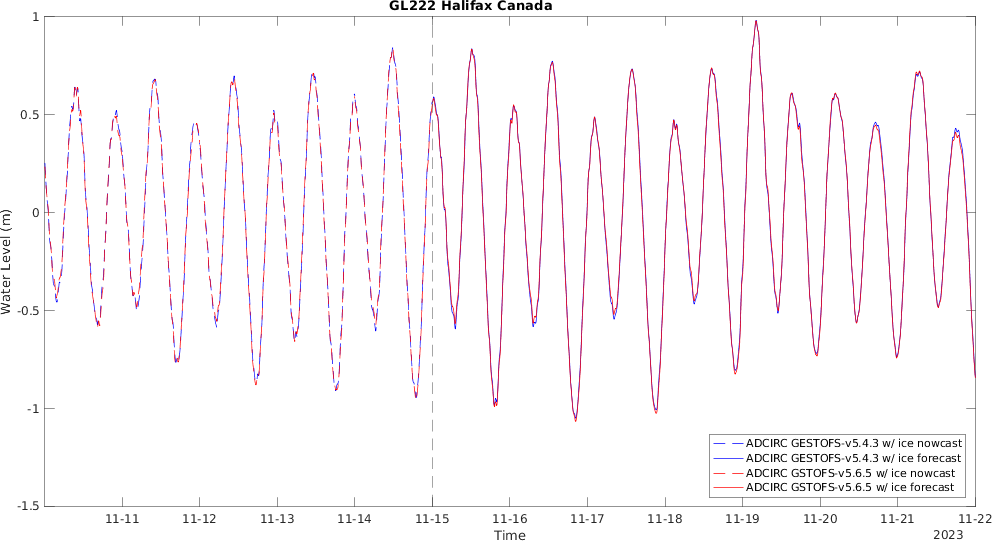 GL222 Halifax Canada
1
0.5
0
-0.5
-1
-1.5
Water Level (m)
11-11 11-12 11-13 11-14 11-15 11-16 11-17 11-18 11-19 11-20 11-21 11-22
2023
Time
ADCIRC GESTOFS-v5.4.3 w/ ice nowcast
ADCIRC GESTOFS-v5.4.3 w/ ice forecast
ADCIRC GSTOFS-v5.6.5 w/ ice nowcast
ADCIRC GSTOFS-v5.6.5 w/ ice forecast